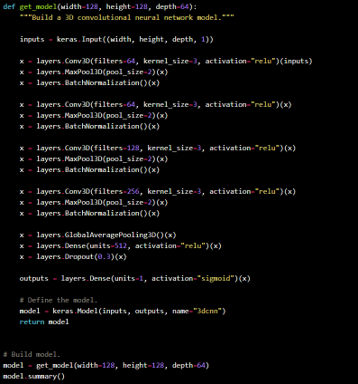 def get_model(width=128, height=128, depth=64):
    """Build a 3D convolutional neural network model."""
    inputs = keras.Input((width, height, depth, 1))
    x = layers.Conv3D(filters=64, kernel_size=3, activation="relu")(inputs)
    x = layers.MaxPool3D(pool_size=2)(x)
    x = layers.BatchNormalization()(x)
    x = layers.Conv3D(filters=64, kernel_size=3, activation="relu")(x)
    x = layers.MaxPool3D(pool_size=2)(x)
    x = layers.BatchNormalization()(x)
    x = layers.Conv3D(filters=128, kernel_size=3, activation="relu")(x)
    x = layers.MaxPool3D(pool_size=2)(x)
    x = layers.BatchNormalization()(x)
    x = layers.Conv3D(filters=256, kernel_size=3, activation="relu")(x)
    x = layers.MaxPool3D(pool_size=2)(x)
    x = layers.BatchNormalization()(x)
    x = layers.GlobalAveragePooling3D()(x)
    x = layers.Dense(units=512, activation="relu")(x)
    x = layers.Dropout(0.3)(x)
    outputs = layers.Dense(units=1, activation="sigmoid")(x)
    # Define the model.
    model = keras.Model(inputs, outputs, name="3dcnn")
    return model
# Build model.
model = get_model(width=128, height=128, depth=64)
model.summary()